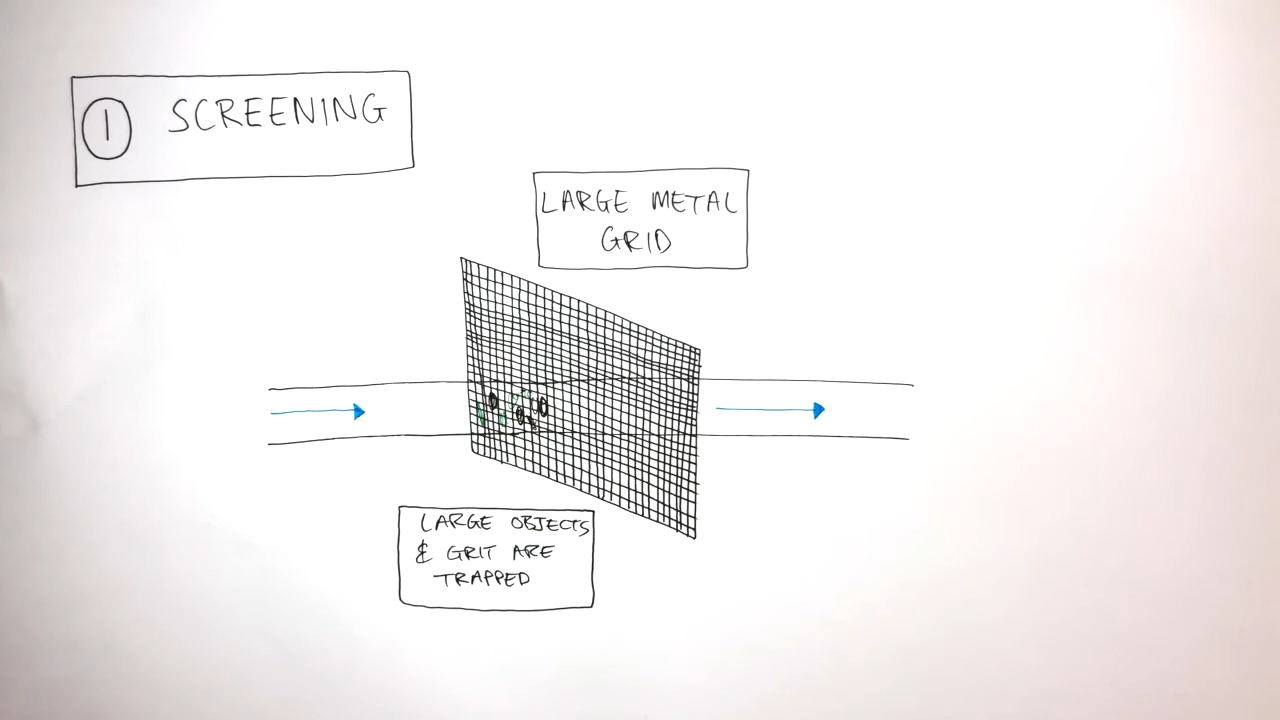 1 SCREENING
LARGE METAL
GRID
LARGE OBJECTS
& GRIT ARE
TRAPPED